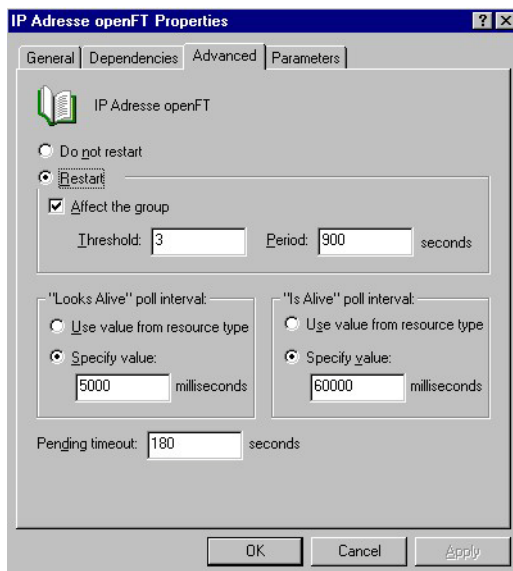 IP Adresse openFT Properties
General Dependencies Advanced Parameters
IP Adresse openFT
Do not restart
Restart
Affect the group
Threshold: 3 Period: 900 seconds
"Looks Alive" poll interval: "Is Alive" poll interval:
Use value from resource type Use value from resource type
Specify value: Specify value:
5000 milliseconds 60000 milliseconds
Pending timeout: 180 seconds
OK Cancel Apply